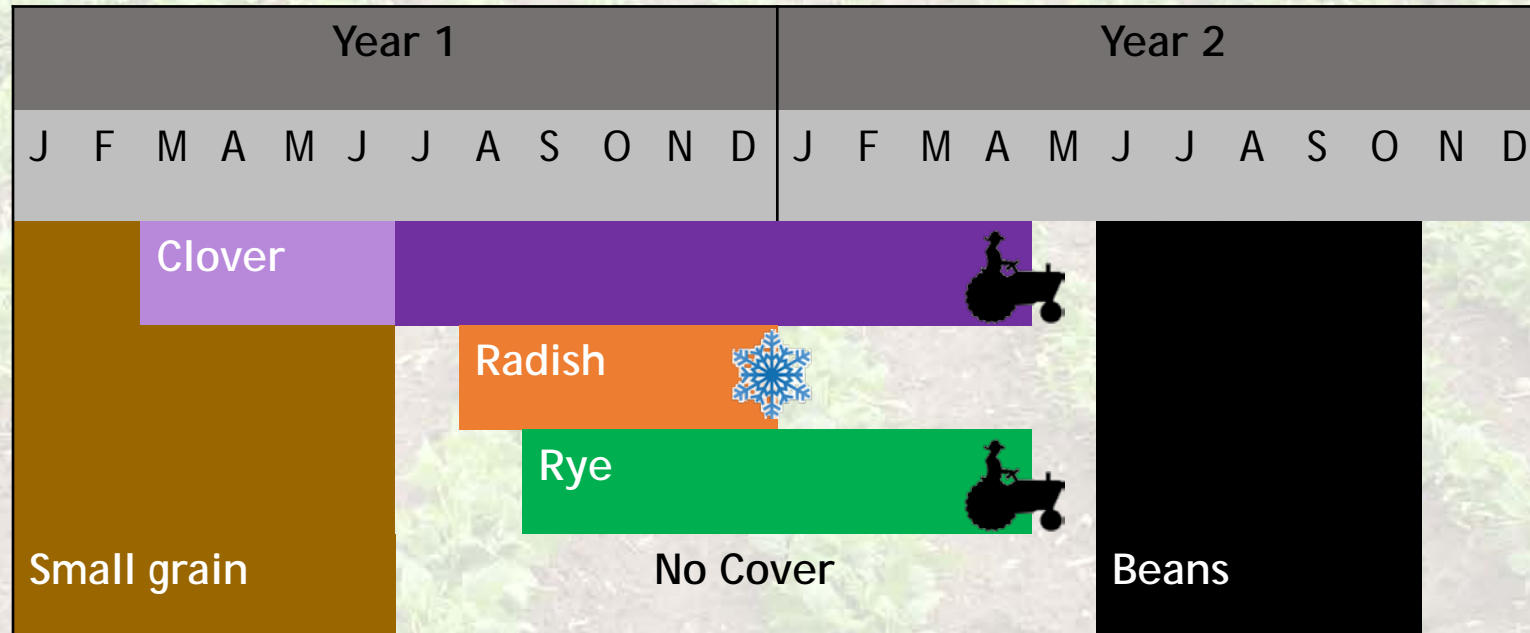 Year 1 Year 2
J F M A M J J A S O N D J F M A M J J A S O N D
Clover
Radish
Rye
Small grain No Cover Beans